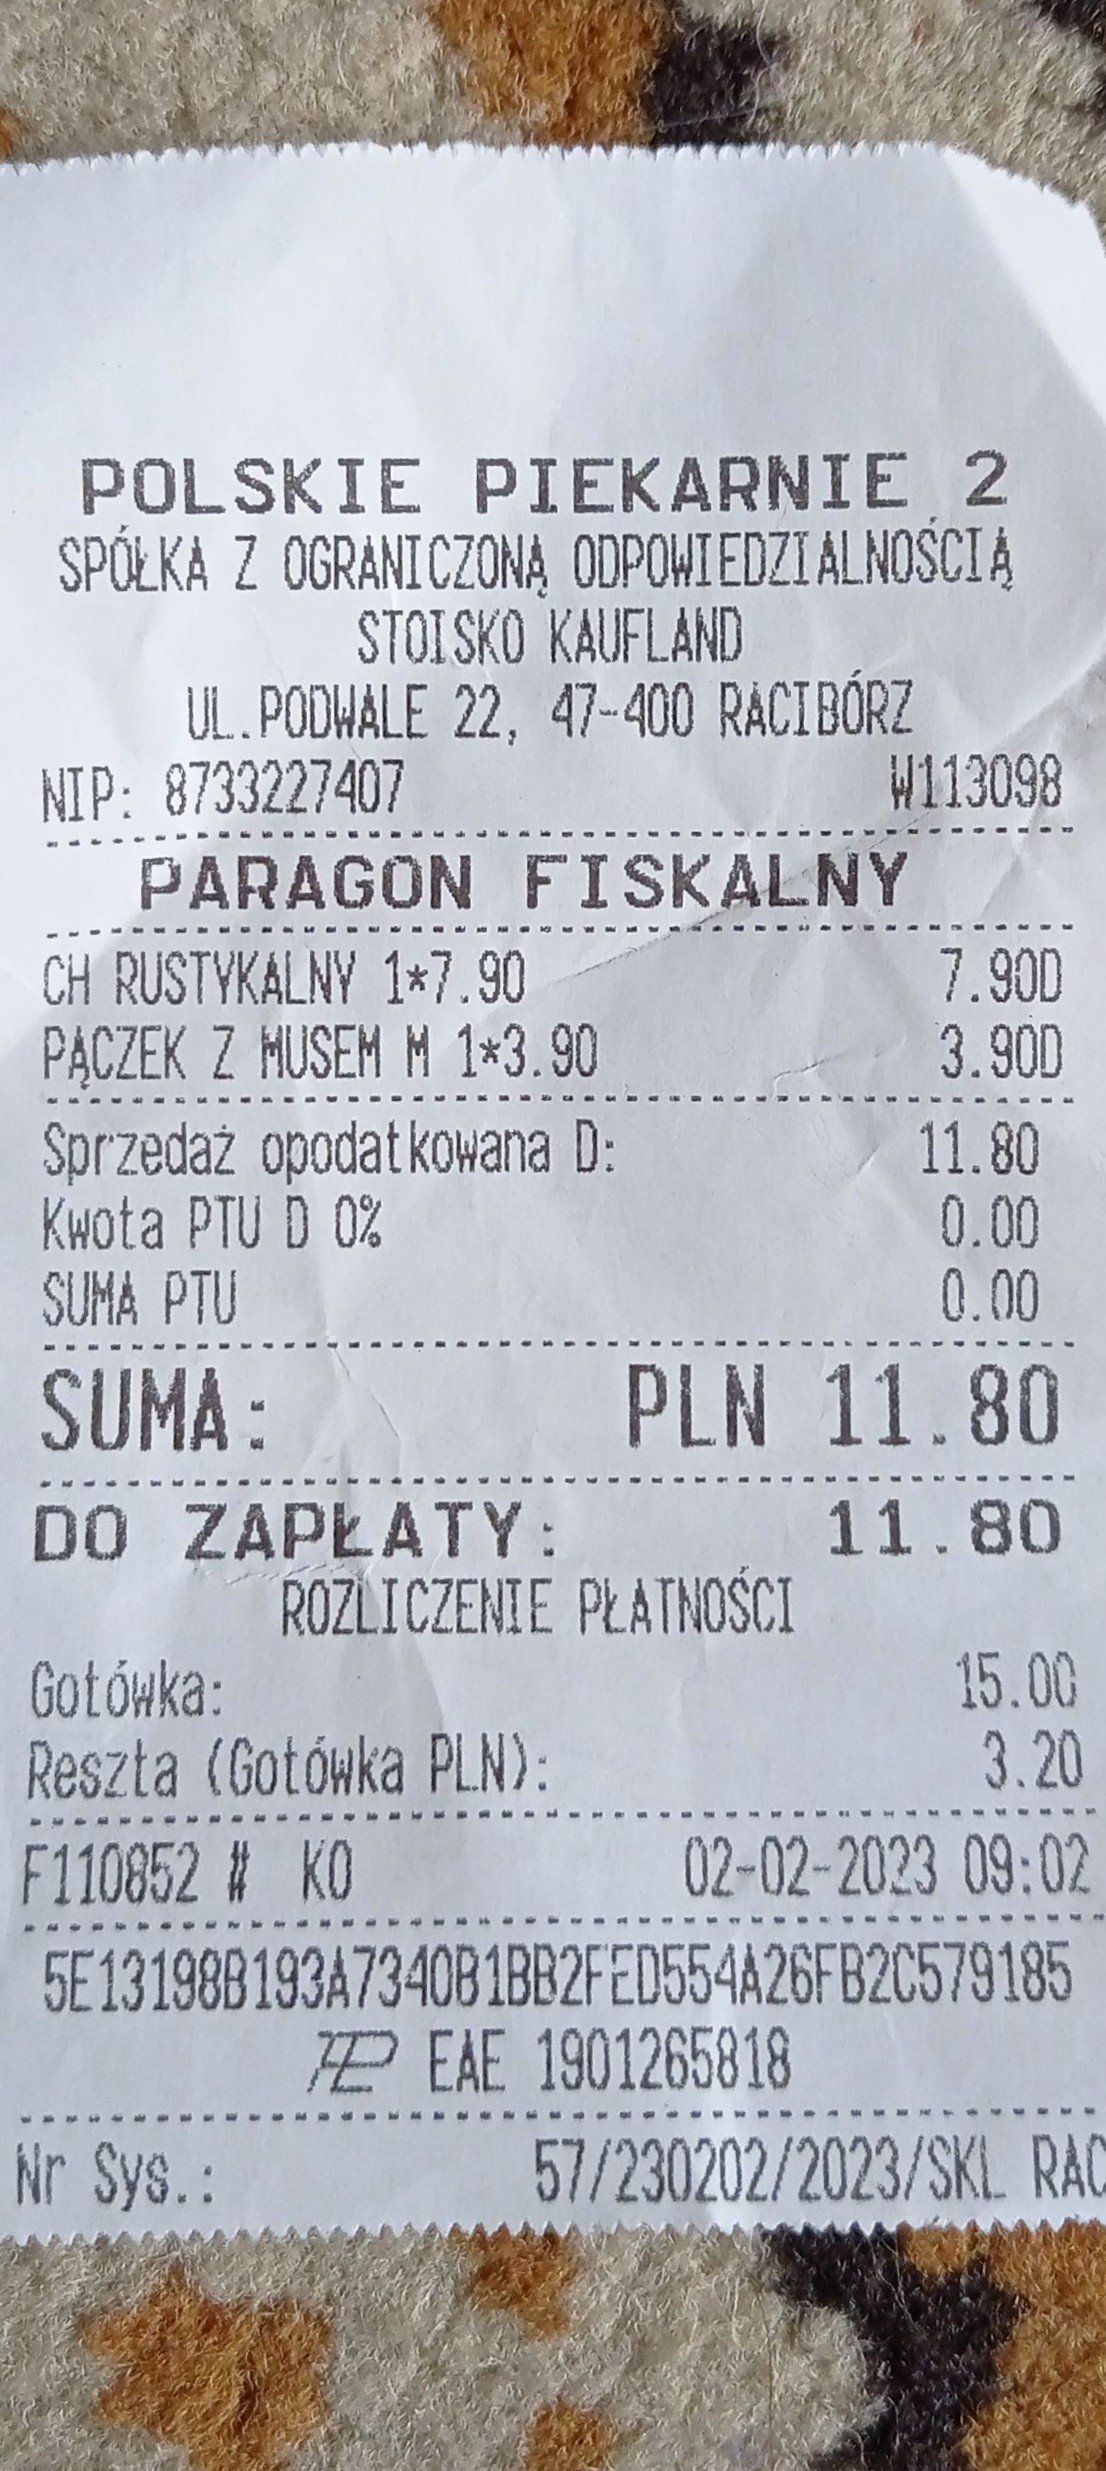 POLSKIE PIEKARNIE 2
SPÓŁKA Z OGRANICZONĄ ODPOWIEDZIALNOŚCIĄ
STOISKO KAUFLAND
UL.PODWALE 22, 47-400 RACIBÓRZ
NIP: 8733227407 W113098
PARAGON FISKALNY
CH RUSTYKALNY 1*7.90 7.90D
PĄCZEK Z MUSEM M 1*3.90 3.90D
Sprzedaż opodatkowana D: 11.80
Kwota PTU D 0% 0.00
SUMA PTU 0.00
SUMA: PLN 11.80
DO ZAPŁATY: 11.80
ROZLICZENIE PŁATNOŚCI
Gotówka: 15.00
Reszta (Gotówka PLN): 3.20
F110852 # KO 02-02-2023 09:02
5E13198B193A7340B1BB2FED554A26FB2C579185
EAE 1901265818
Nr Sys.: 57/230202/2023/SKL RAC